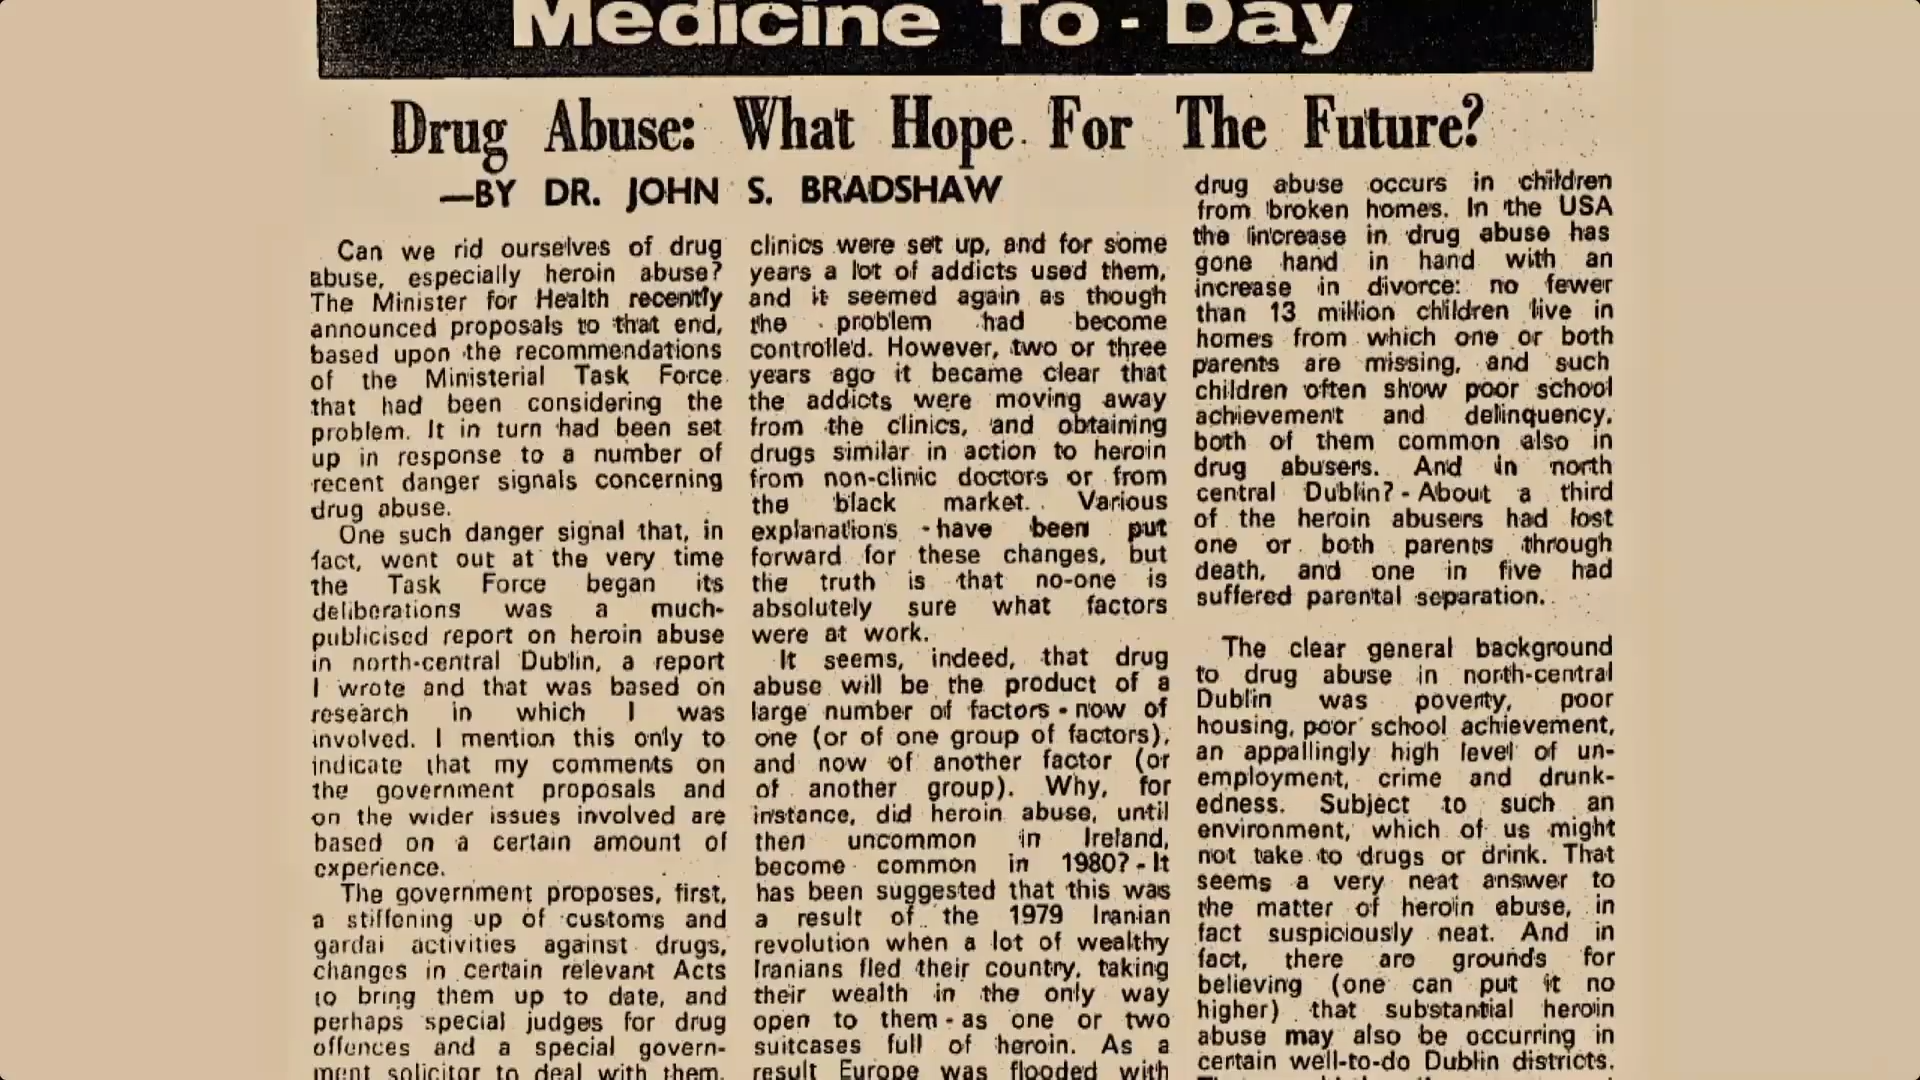 Medicine To-Day
Drug Abuse: What Hope For The Future?
—BY DR. JOHN S. BRADSHAW
Can we rid ourselves of drug
abuse, especially heroin abuse?
The Minister for Health recently
announced proposals to that end,
based upon the recommendations
of the Ministerial Task Force
that had been considering the
problem. It in turn had been set
up in response to a number of
recent danger signals concerning
drug abuse.
One such danger signal that, in
fact, went out at the very time
the Task Force began its
deliberations was a much-
publicised report on heroin abuse
in north-central Dublin, a report
I wrote and that was based on
research in which I was
involved. I mention this only to
indicate that my comments on
the government proposals and
on the wider issues involved are
based on a certain amount of
experience.
The government proposes, first,
a stiffening up of customs and
gardai activities against drugs,
changes in certain relevant Acts
to bring them up to date, and
perhaps special judges for drug
offences and a special govern-
ment solicitor to deal with them.
clinics were set up, and for some
years a lot of addicts used them,
and it seemed again as though
the problem had become
controlled. However, two or three
years ago it became clear that
the addicts were moving away
from the clinics, and obtaining
drugs similar in action to heroin
from non-clinic doctors or from
the black market. Various
explanations have been put
forward for these changes, but
the truth is that no-one is
absolutely sure what factors
were at work.
It seems, indeed, that drug
abuse will be the product of a
large number of factors - now of
one (or of one group of factors),
and now of another factor (or
of another group). Why, for
instance, did heroin abuse, until
then uncommon in Ireland,
become common in 1980? - It
has been suggested that this was
a result of the 1979 Iranian
revolution when a lot of wealthy
Iranians fled their country, taking
their wealth in the only way
open to them - as one or two
suitcases full of heroin. As a
result Europe was flooded with
drug abuse occurs in children
from broken homes. In the USA
the increase in drug abuse has
gone hand in hand with an
increase in divorce: no fewer
than 13 million children live in
homes from which one or both
parents are missing, and such
children often show poor school
achievement and delinquency,
both of them common also in
drug abusers. And in north
central Dublin? - About a third
of the heroin abusers had lost
one or both parents through
death, and one in five had
suffered parental separation.
The clear general background
to drug abuse in north-central
Dublin was poverty, poor
housing, poor school achievement,
an appallingly high level of un-
employment, crime and drunk-
edness. Subject to such an
environment, which of us might
not take to drugs or drink. That
seems a very neat answer to
the matter of heroin abuse, in
fact suspiciously neat. And in
fact, there are grounds for
believing (one can put it no
higher) that substantial heroin
abuse may also be occurring in
certain well-to-do Dublin districts.